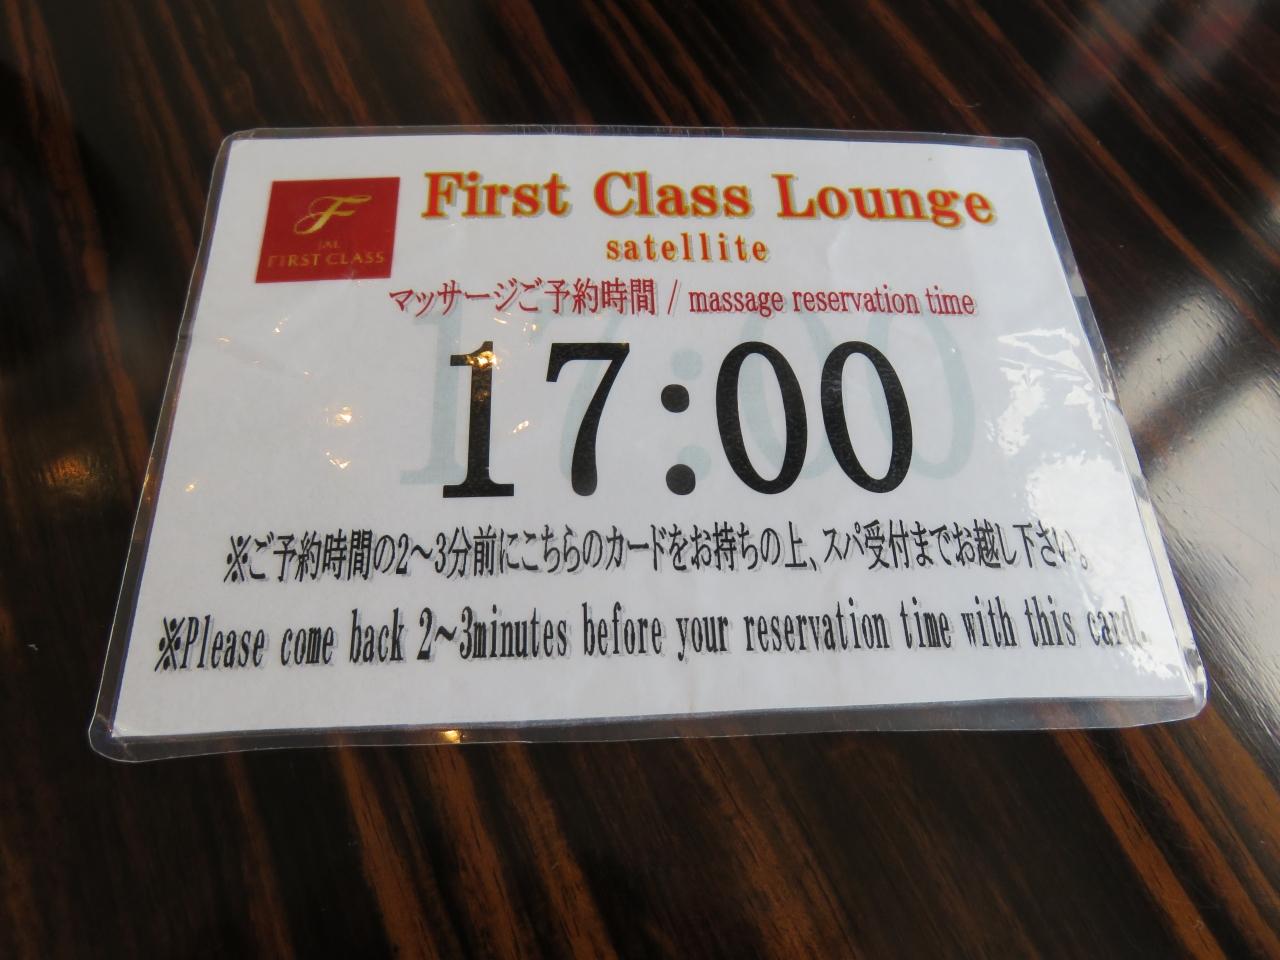 F
JAL
FIRST CLASS
First Class Lounge
satellite
マッサージご予約時間 / massage reservation time
17:00
※ご予約時間の2～3分前にこちらのカードをお持ちの上、スパ受付までお越し下さい。
※Please come back 2～3minutes before your reservation time with this card.